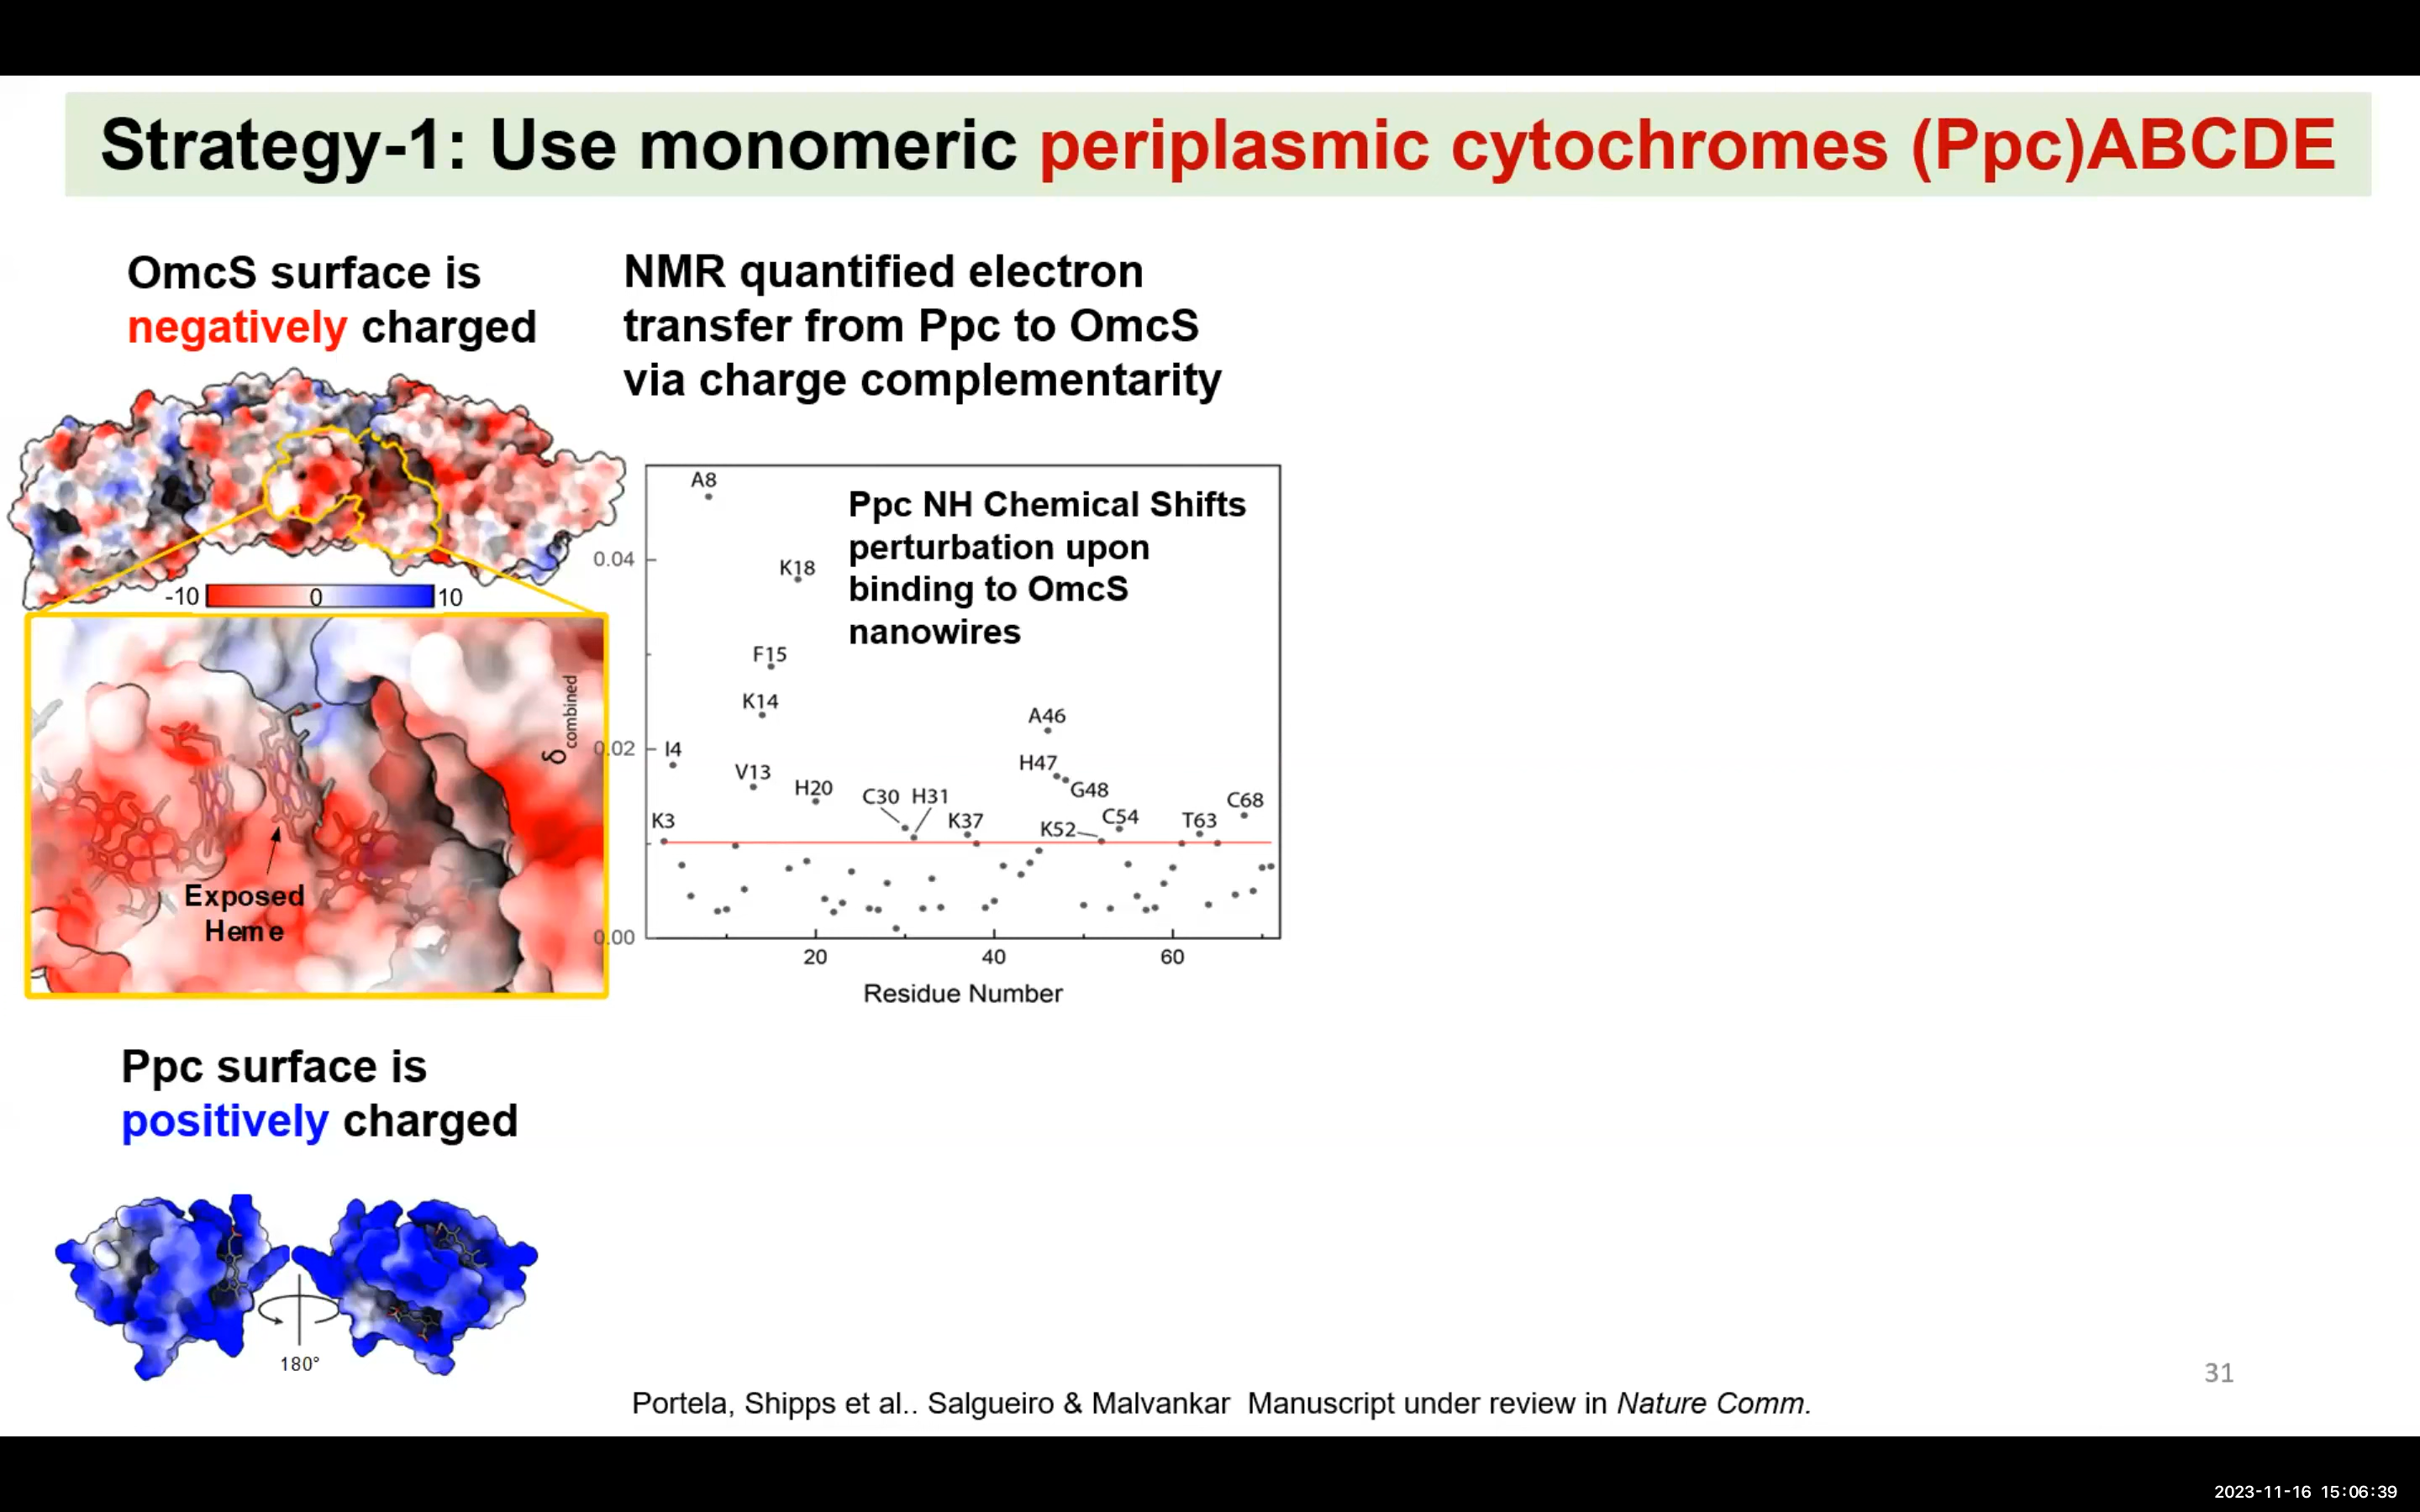 Strategy-1: Use monomeric periplasmic cytochromes (Ppc)ABCDE
OmcS surface is
negatively charged
-10 0 10
Exposed
Heme
Ppc surface is
positively charged
180°
NMR quantified electron
transfer from Ppc to OmcS
via charge complementarity
Ppc NH Chemical Shifts
perturbation upon
binding to OmcS
nanowires
δcombined
0.04
0.02
0.00
A8
K18
F15
K14
I4
V13
H20
K3
C30
H31
K37
A46
H47
G48
K52
C54
T63
C68
20 40 60
Residue Number
Portela, Shipps et al.. Salgueiro & Malvankar Manuscript under review in Nature Comm.
31
2023-11-16 15:06:39